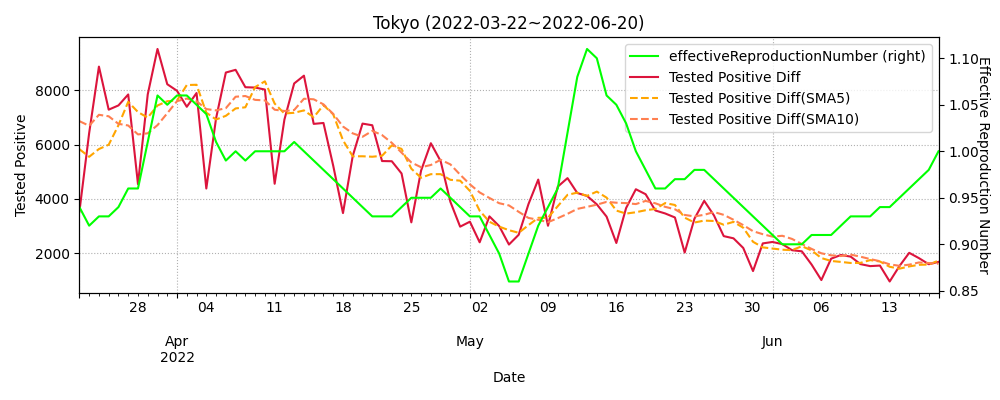 Tokyo (2022-03-22~2022-06-20)
effectiveReproductionNumber (right)
Tested Positive Diff
Tested Positive Diff(SMA5)
Tested Positive Diff(SMA10)
Tested Positive
8000
6000
4000
2000
Effective Reproduction Number
1.10
1.05
1.00
0.95
0.90
0.85
28 04 11 18 25 02 09 16 23 30 06 13
Apr May Jun
2022
Date